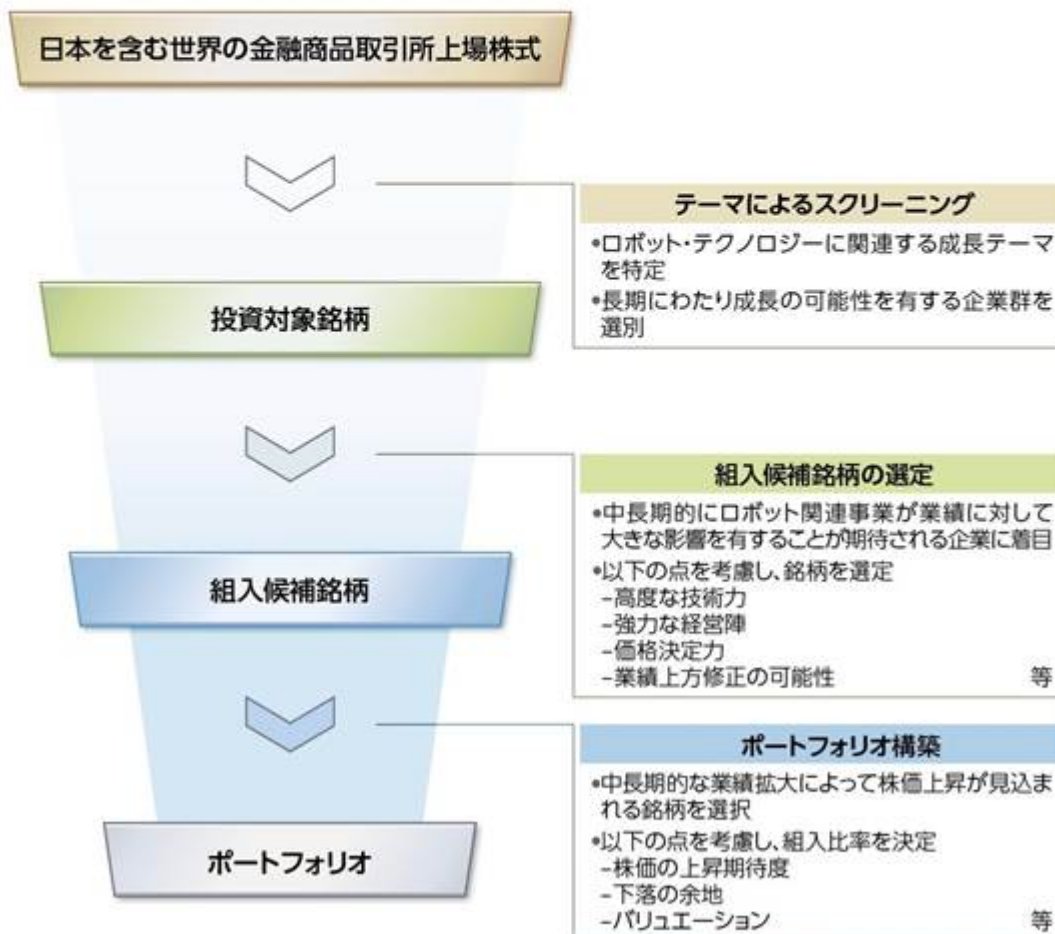 日本を含む世界の金融商品取引所上場株式
テーマによるスクリーニング
•ロボット・テクノロジーに関連する成長テーマ
を特定
•長期にわたり成長の可能性を有する企業群を
選別
投資対象銘柄
組入候補銘柄の選定
•中長期的にロボット関連事業が業績に対して
大きな影響を有することが期待される企業に着目
•以下の点を考慮し、銘柄を選定
-高度な技術力
-強力な経営陣
-価格決定力
-業績上方修正の可能性 等
組入候補銘柄
ポートフォリオ構築
•中長期的な業績拡大によって株価上昇が見込ま
れる銘柄を選択
•以下の点を考慮し、組入比率を決定
-株価の上昇期待度
-下落の余地
-バリュエーション 等
ポートフォリオ